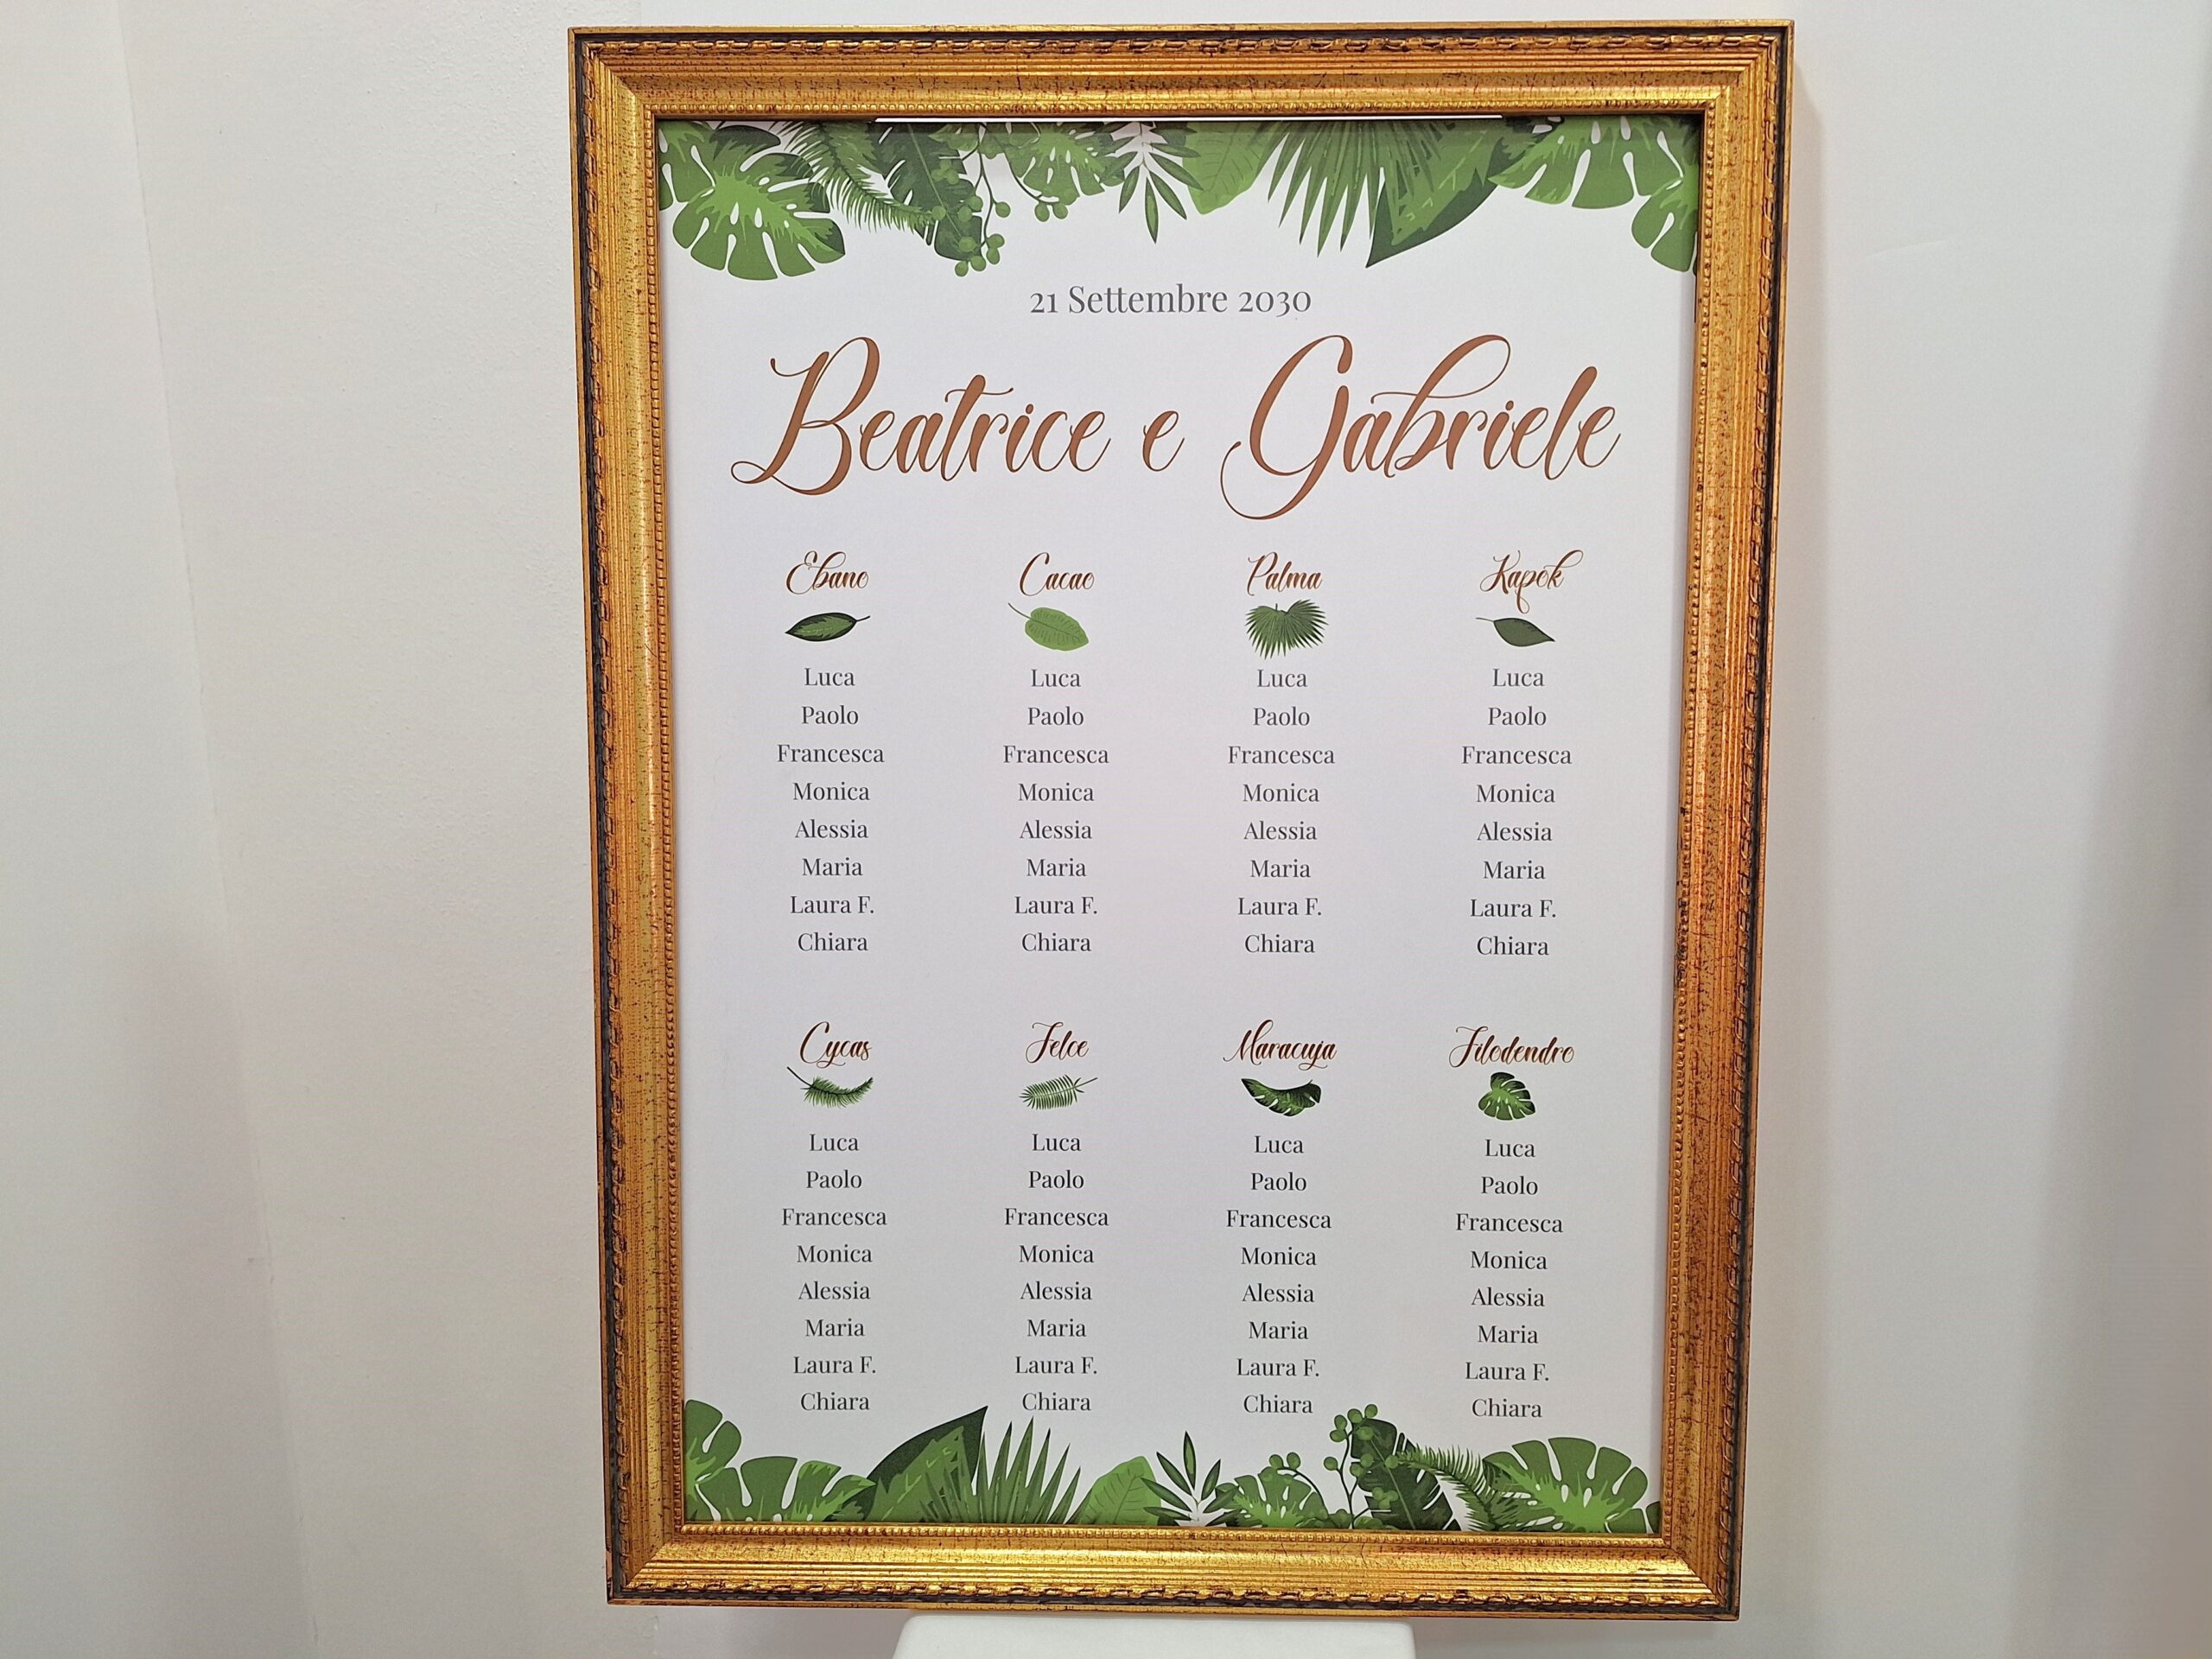 21 Settembre 2030
Beatrice e Gabriele
Ebano
Luca
Paolo
Francesca
Monica
Alessia
Maria
Laura F.
Chiara
Cacao
Luca
Paolo
Francesca
Monica
Alessia
Maria
Laura F.
Chiara
Palma
Luca
Paolo
Francesca
Monica
Alessia
Maria
Laura F.
Chiara
Kapok
Luca
Paolo
Francesca
Monica
Alessia
Maria
Laura F.
Chiara
Cycas
Luca
Paolo
Francesca
Monica
Alessia
Maria
Laura F.
Chiara
Felce
Luca
Paolo
Francesca
Monica
Alessia
Maria
Laura F.
Chiara
Maracuja
Luca
Paolo
Francesca
Monica
Alessia
Maria
Laura F.
Chiara
Filodendro
Luca
Paolo
Francesca
Monica
Alessia
Maria
Laura F.
Chiara